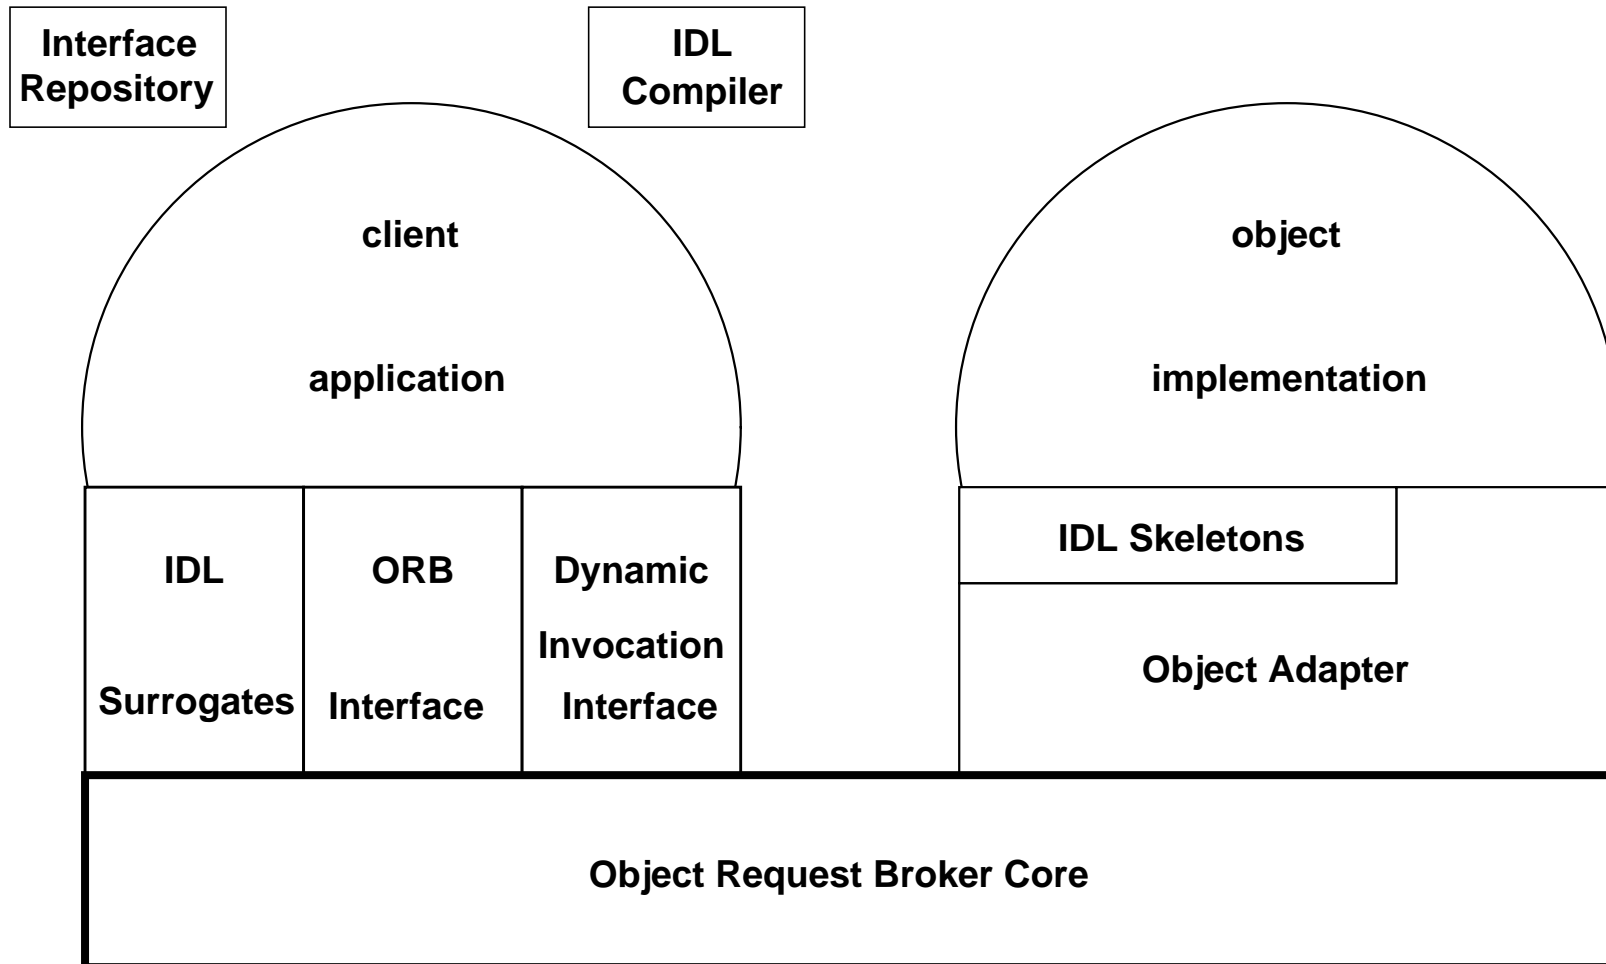 Interface
Repository
IDL
Compiler
client
application
object
implementation
IDL
Surrogates
ORB
Interface
Dynamic
Invocation
Interface
IDL Skeletons
Object Adapter
Object Request Broker Core